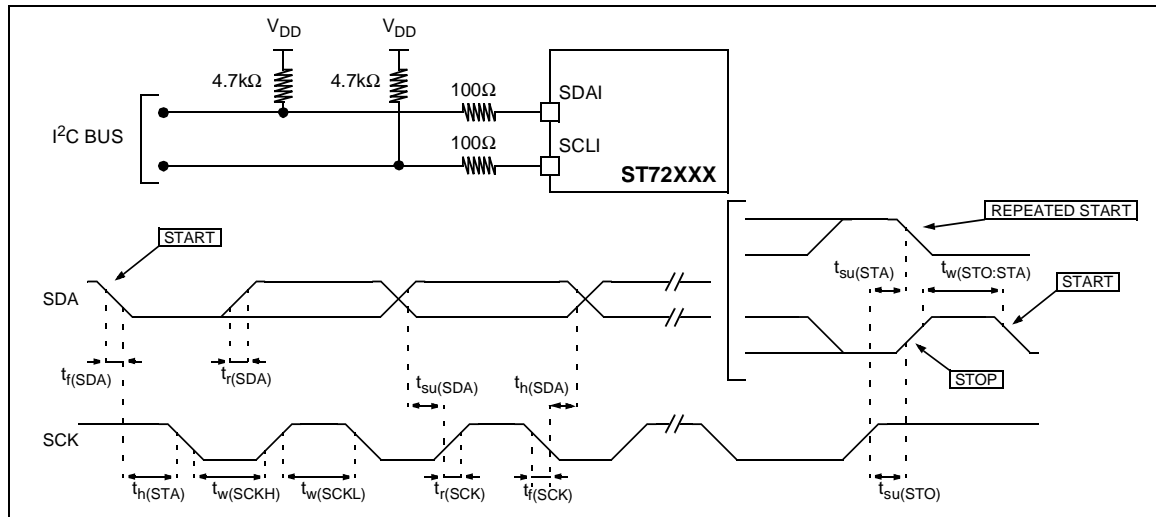 V_DD V_DD
4.7kΩ 4.7kΩ
100Ω
SDAI
I²C BUS
100Ω
SCLI
ST72XXX
REPEATED START
START
t_su(STA) t_w(STO:STA)
START
SDA
t_f(SDA) t_r(SDA)
t_su(SDA) t_h(SDA)
STOP
SCK
t_h(STA) t_w(SCKH) t_w(SCKL) t_r(SCK) t_f(SCK) t_su(STO)